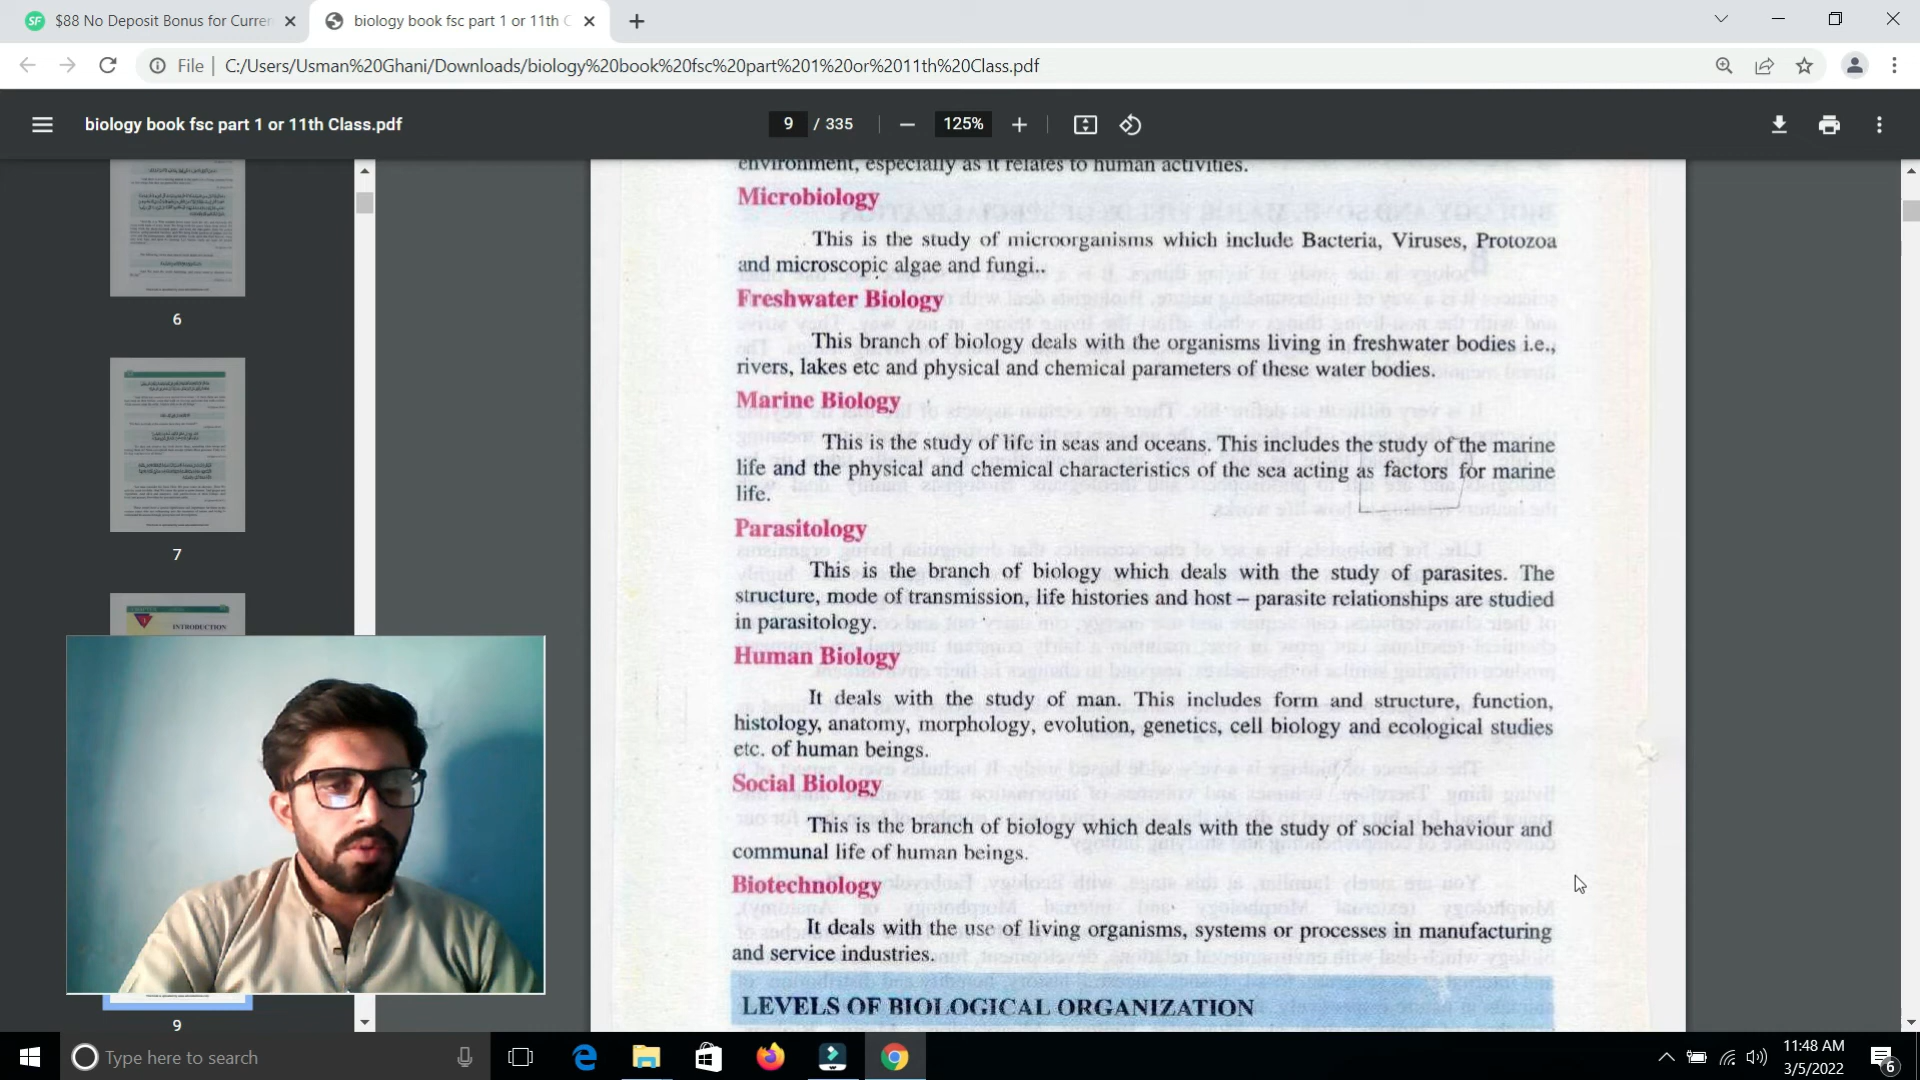 $88 No Deposit Bonus for Curren
biology book fsc part 1 or 11th C
File
C:/Users/Usman%20Ghani/Downloads/biology%20book%20fsc%20part%201%20or%2011th%20Class.pdf
biology book fsc part 1 or 11th Class.pdf
9 / 335
125%
6
7
INTRODUCTION
9
environment, especially as it relates to human activities.
Microbiology
This is the study of microorganisms which include Bacteria, Viruses, Protozoa
and microscopic algae and fungi..
Freshwater Biology
This branch of biology deals with the organisms living in freshwater bodies i.e.,
rivers, lakes etc and physical and chemical parameters of these water bodies.
Marine Biology
This is the study of life in seas and oceans. This includes the study of the marine
life and the physical and chemical characteristics of the sea acting as factors for marine
life.
Parasitology
This is the branch of biology which deals with the study of parasites. The
structure, mode of transmission, life histories and host – parasite relationships are studied
in parasitology.
Human Biology
It deals with the study of man. This includes form and structure, function,
histology, anatomy, morphology, evolution, genetics, cell biology and ecological studies
etc. of human beings.
Social Biology
This is the branch of biology which deals with the study of social behaviour and
communal life of human beings.
Biotechnology
It deals with the use of living organisms, systems or processes in manufacturing
and service industries.
LEVELS OF BIOLOGICAL ORGANIZATION
Type here to search
11:48 AM
3/5/2022
6